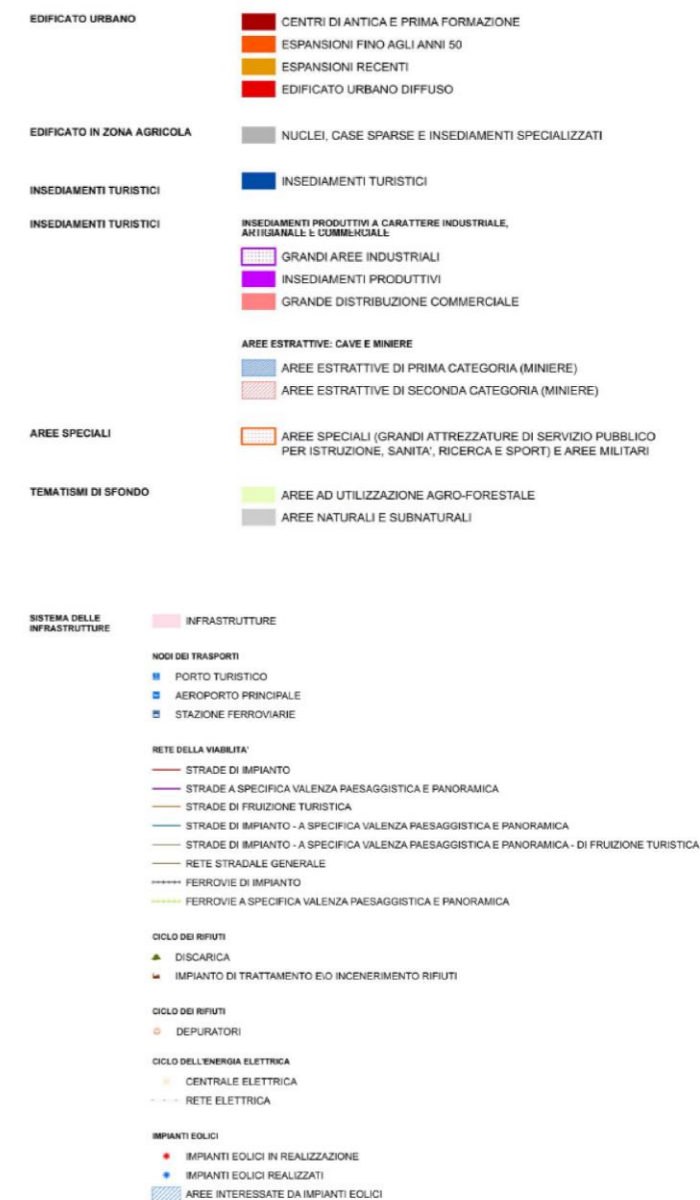 EDIFICATO URBANO
CENTRI DI ANTICA E PRIMA FORMAZIONE
ESPANSIONI FINO AGLI ANNI 50
ESPANSIONI RECENTI
EDIFICATO URBANO DIFFUSO
EDIFICATO IN ZONA AGRICOLA
NUCLEI, CASE SPARSE E INSEDIAMENTI SPECIALIZZATI
INSEDIAMENTI TURISTICI
INSEDIAMENTI TURISTICI
INSEDIAMENTI TURISTICI
INSEDIAMENTI PRODUTTIVI A CARATTERE INDUSTRIALE,
ARTIGIANALE E COMMERCIALE
GRANDI AREE INDUSTRIALI
INSEDIAMENTI PRODUTTIVI
GRANDE DISTRIBUZIONE COMMERCIALE
AREE ESTRATTIVE: CAVE E MINIERE
AREE ESTRATTIVE DI PRIMA CATEGORIA (MINIERE)
AREE ESTRATTIVE DI SECONDA CATEGORIA (MINIERE)
AREE SPECIALI
AREE SPECIALI (GRANDI ATTREZZATURE DI SERVIZIO PUBBLICO
PER ISTRUZIONE, SANITA', RICERCA E SPORT) E AREE MILITARI
TEMATISMI DI SFONDO
AREE AD UTILIZZAZIONE AGRO-FORESTALE
AREE NATURALI E SUBNATURALI
SISTEMA DELLE
INFRASTRUTTURE
INFRASTRUTTURE
NODI DEI TRASPORTI
PORTO TURISTICO
AEROPORTO PRINCIPALE
STAZIONE FERROVIARIE
RETE DELLA VIABILITA'
STRADE DI IMPIANTO
STRADE A SPECIFICA VALENZA PAESAGGISTICA E PANORAMICA
STRADE DI FRUIZIONE TURISTICA
STRADE DI IMPIANTO - A SPECIFICA VALENZA PAESAGGISTICA E PANORAMICA
STRADE DI IMPIANTO - A SPECIFICA VALENZA PAESAGGISTICA E PANORAMICA - DI FRUIZIONE TURISTICA
RETE STRADALE GENERALE
FERROVIE DI IMPIANTO
FERROVIE A SPECIFICA VALENZA PAESAGGISTICA E PANORAMICA
CICLO DEI RIFIUTI
DISCARICA
IMPIANTO DI TRATTAMENTO E\O INCENERIMENTO RIFIUTI
CICLO DEI RIFIUTI
DEPURATORI
CICLO DELL'ENERGIA ELETTRICA
CENTRALE ELETTRICA
RETE ELETTRICA
IMPIANTI EOLICI
IMPIANTI EOLICI IN REALIZZAZIONE
IMPIANTI EOLICI REALIZZATI
AREE INTERESSATE DA IMPIANTI EOLICI